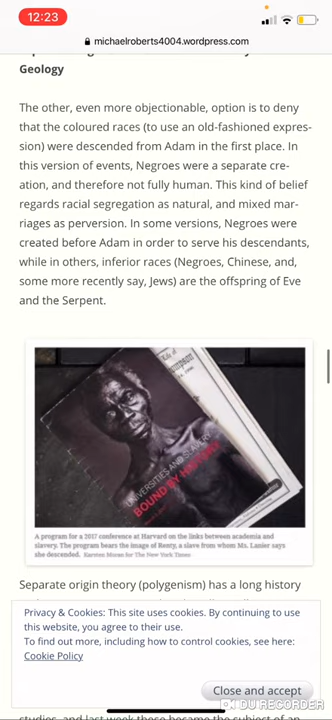 12:23
michaelroberts4004.wordpress.com
Geology
The other, even more objectionable, option is to deny
that the coloured races (to use an old-fashioned expres-
sion) were descended from Adam in the first place. In
this version of events, Negroes were a separate cre-
ation, and therefore not fully human. This kind of belief
regards racial segregation as natural, and mixed mar-
riages as perversion. In some versions, Negroes were
created before Adam in order to serve his descendants,
while in others, inferior races (Negroes, Chinese, and,
some more recently say, Jews) are the offspring of Eve
and the Serpent.
UNIVERSITIES AND SLAVERY
BOUND BY HISTORY
A program for a 2017 conference at Harvard on the links between academia and
slavery. The program bears the image of Renty, a slave from whom Ms. Lanier says
she descended. Karsten Moran for The New York Times
Separate origin theory (polygenism) has a long history
Privacy & Cookies: This site uses cookies. By continuing to use
this website, you agree to their use.
To find out more, including how to control cookies, see here:
Cookie Policy
Close and accept
DU RECORDER
studies, and last week these became the subject of an